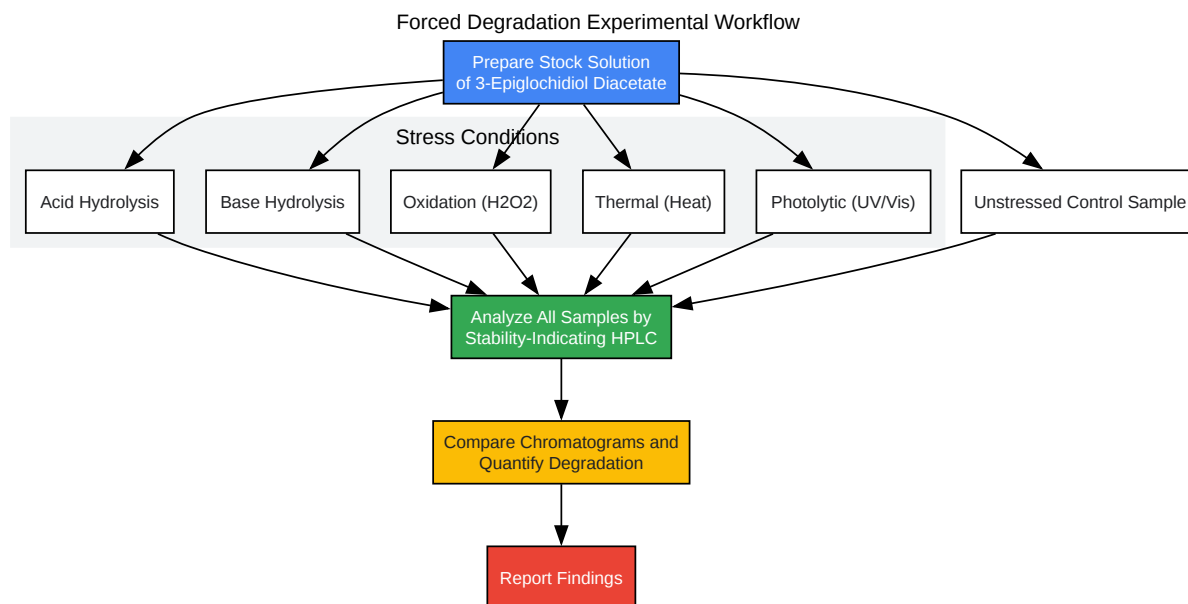 Forced Degradation Experimental Workflow
Prepare Stock Solution
of 3-Epiglochidiol Diacetate
Stress Conditions
Acid Hydrolysis
Base Hydrolysis
Oxidation (H2O2)
Thermal (Heat)
Photolytic (UV/Vis)
Unstressed Control Sample
Analyze All Samples by
Stability-Indicating HPLC
Compare Chromatograms and
Quantify Degradation
Report Findings